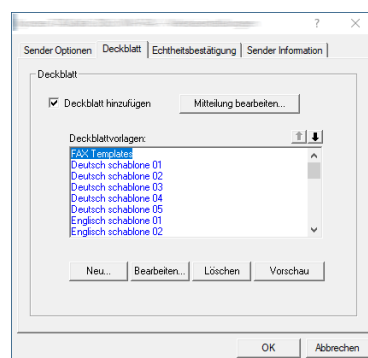 ?
Sender Optionen Deckblatt Echtheitsbestätigung Sender Information
Deckblatt
Deckblatt hinzufügen Mitteilung bearbeiten...
Deckblattvorlagen:
FAX Templates
Deutsch schablone 01
Deutsch schablone 02
Deutsch schablone 03
Deutsch schablone 04
Deutsch schablone 05
Englisch schablone 01
Englisch schablone 02
Neu... Bearbeiten... Löschen Vorschau
OK Abbrechen